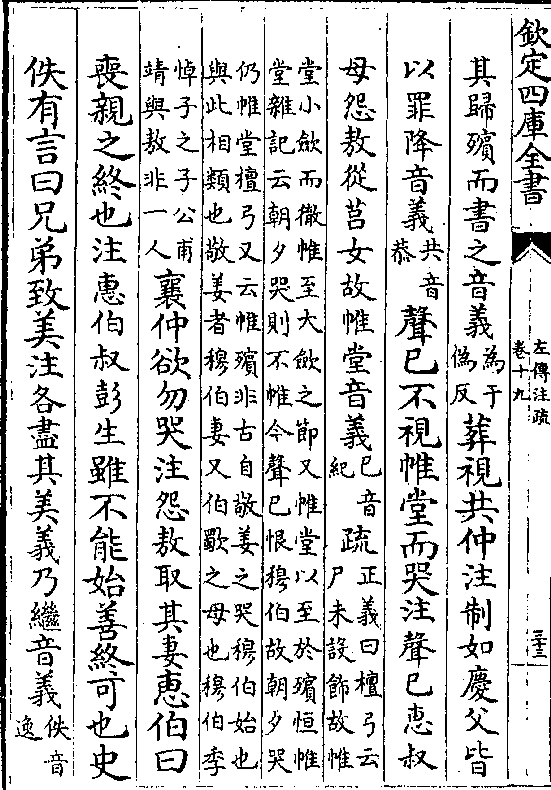 欽定四庫全書
左傳注疏
卷十九
其歸殯而書之音義為于偽反葬視共仲注制如慶父皆
以罪降音義共音恭聲己不視帷堂而哭注聲己惠叔
母怨敖從莒女故帷堂音義己音紀疏正義曰檀弓云尸未設飾故帷
堂小斂而徹帷至大斂之節又帷堂以至於殯恒帷
堂雜記云朝夕哭則不帷今聲己恨穆伯故朝夕哭
仍帷堂檀弓又云帷殯非古自敬姜之哭穆伯始也
與此相類也敬姜者穆伯妻又伯歜之母也穆伯季
悼子之子公甫靖與敖非一人襄仲欲勿哭注怨敖取其妻惠伯曰
喪親之終也注惠伯叔彭生雖不能始善終可也史
佚有言曰兄弟致美注各盡其美義乃繼音義佚音逸